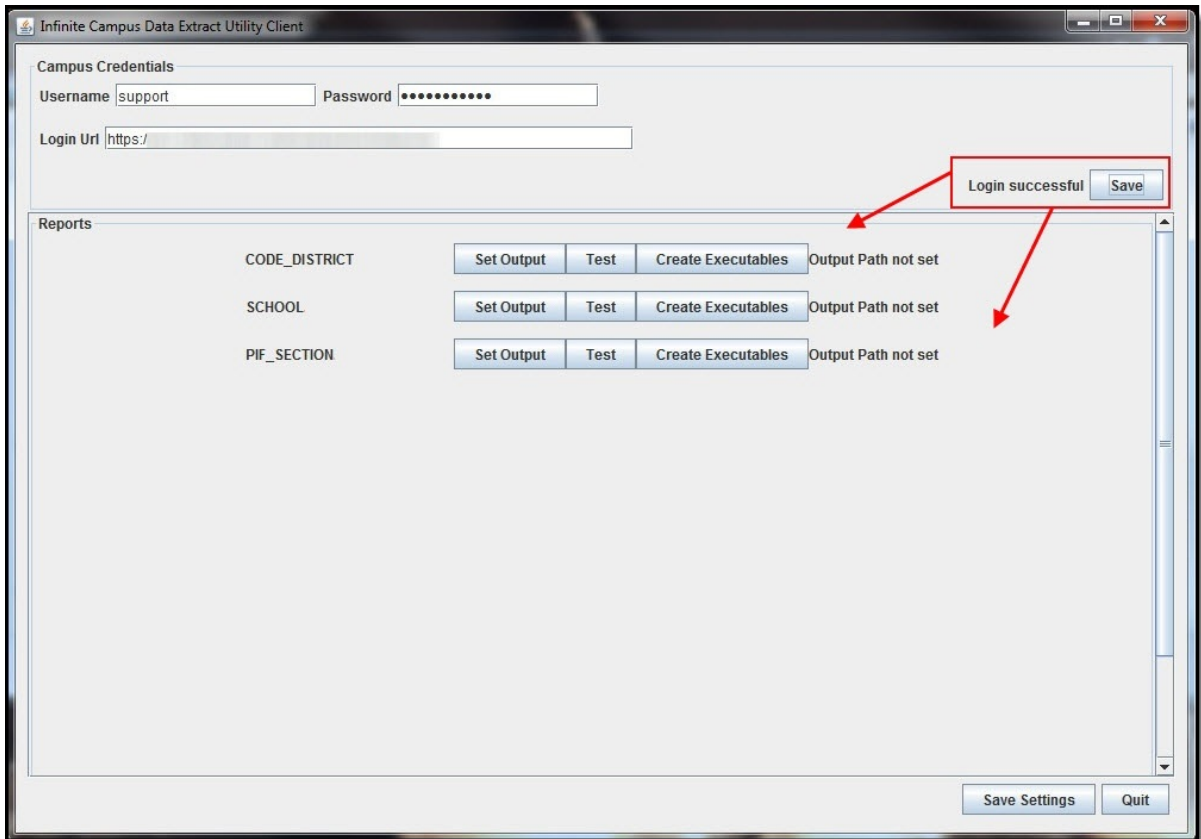 Infinite Campus Data Extract Utility Client
Campus Credentials
Username support Password •••••••••••
Login Url https:/
Login successful Save
Reports
CODE_DISTRICT Set Output Test Create Executables Output Path not set
SCHOOL Set Output Test Create Executables Output Path not set
PIF_SECTION Set Output Test Create Executables Output Path not set
Save Settings Quit